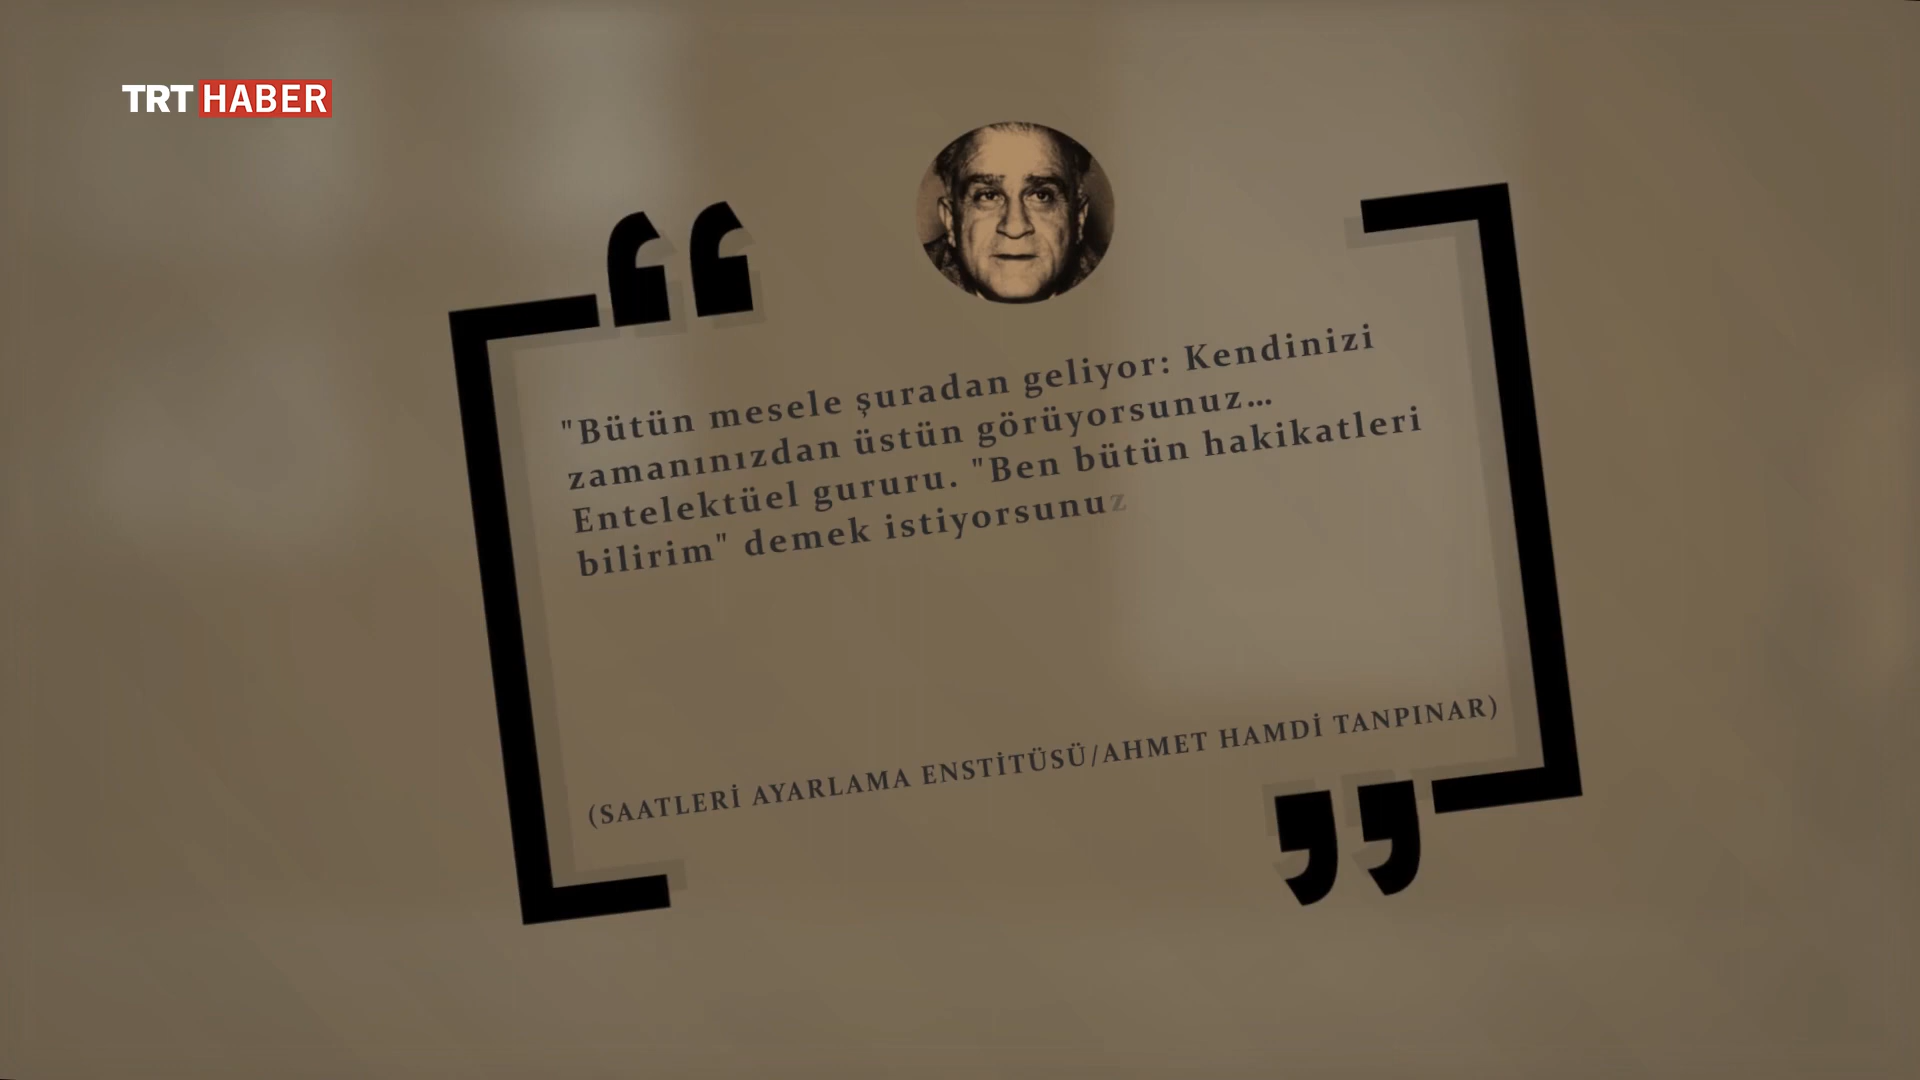 TRT HABER
"Bütün mesele şuradan geliyor: Kendinizi
zamanınızdan üstün görüyorsunuz...
Entelektüel gururu. "Ben bütün hakikatleri
bilirim" demek istiyorsunuz
(SAATLERİ AYARLAMA ENSTİTÜSÜ/AHMET HAMDİ TANPINAR)